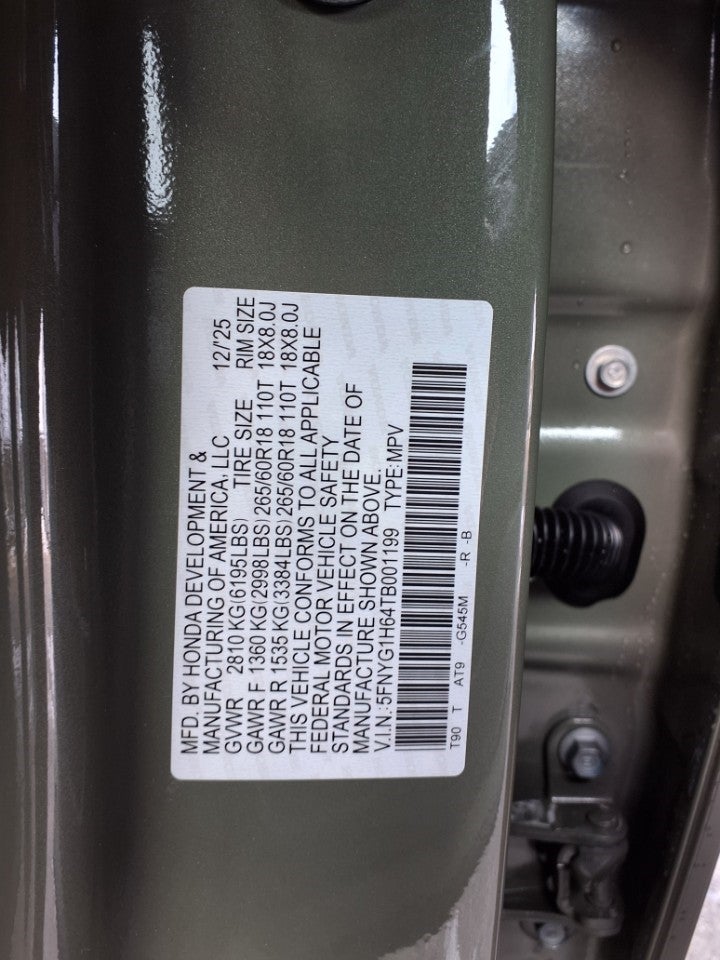 MFD. BY HONDA DEVELOPMENT &
MANUFACTURING OF AMERICA, LLC 12/'25
GVWR 2810 KG(6195LBS) TIRE SIZE RIM SIZE
GAWR F 1360 KG(2998LBS)265/60R18 110T 18X8.0J
GAWR R 1535 KG(3384LBS)265/60R18 110T 18X8.0J
THIS VEHICLE CONFORMS TO ALL APPLICABLE
FEDERAL MOTOR VEHICLE SAFETY
STANDARDS IN EFFECT ON THE DATE OF
MANUFACTURE SHOWN ABOVE.
V.I.N.:5FNYG1H64TB001199 TYPE:MPV
T90 T AT9 -G545M -R -B